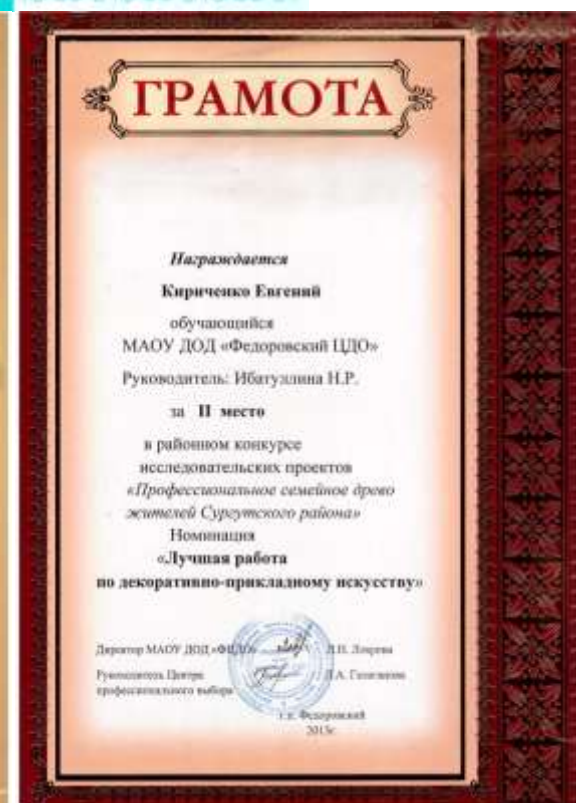 ГРАМОТА
Награждается
Кириченко Евгений
обучающийся
МАОУ ДОД «Федоровский ЦДО»
Руководитель: Ибатуллина Н.Р.
за II место
в районном конкурсе
исследовательских проектов
«Профессиональное семейное древо
жителей Сургутского района»
Номинация
«Лучшая работа
по декоративно-прикладному искусству»
Директор МАОУ ДОД «ФЦДО»
Руководитель Центра
профессионального выбора
г.п. Федоровский
2013г.